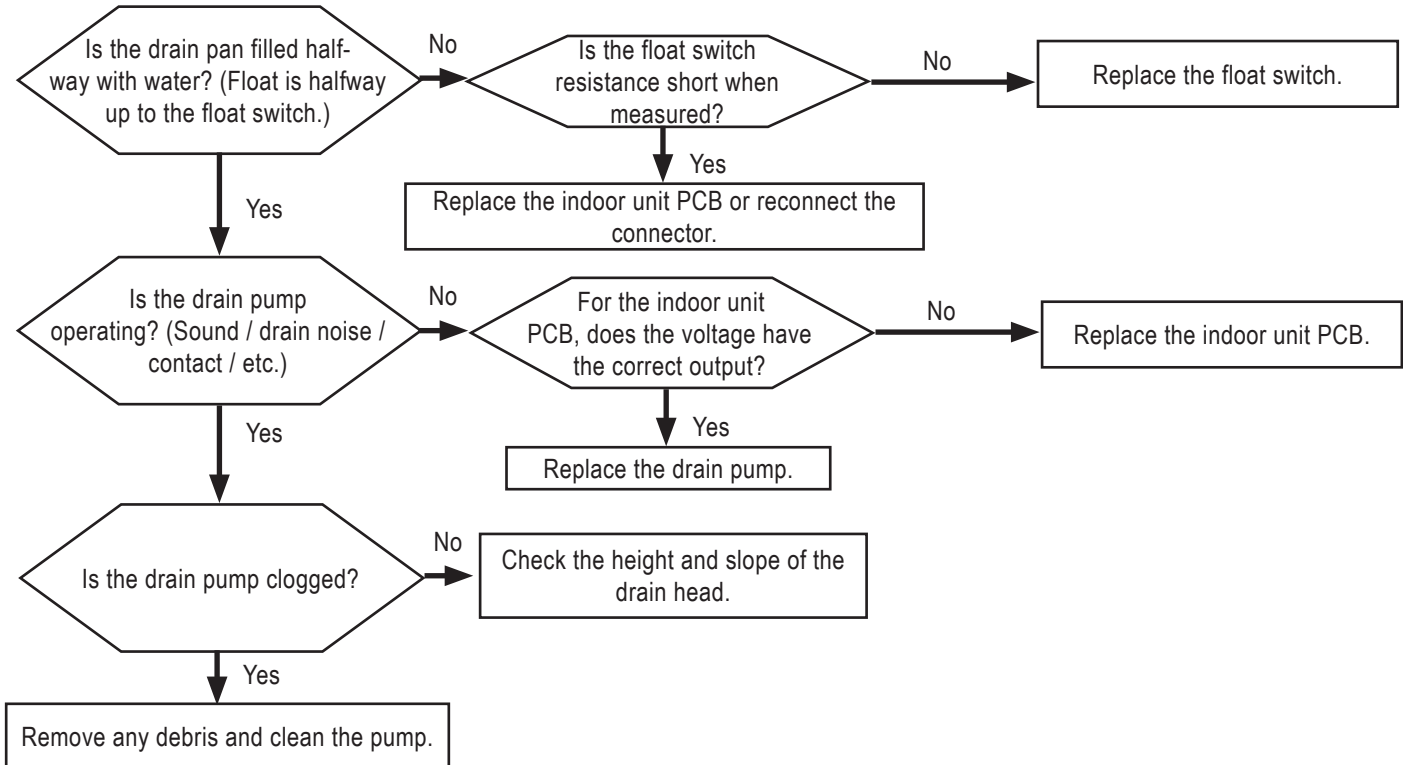 Is the drain pan filled half-
way with water? (Float is halfway
up to the float switch.)
No
Is the float switch
resistance short when
measured?
No
Replace the float switch.
Yes
Replace the indoor unit PCB or reconnect the
connector.
Yes
Is the drain pump
operating? (Sound / drain noise /
contact / etc.)
No
For the indoor unit
PCB, does the voltage have
the correct output?
No
Replace the indoor unit PCB.
Yes
Replace the drain pump.
Yes
Is the drain pump clogged?
No
Check the height and slope of the
drain head.
Yes
Remove any debris and clean the pump.